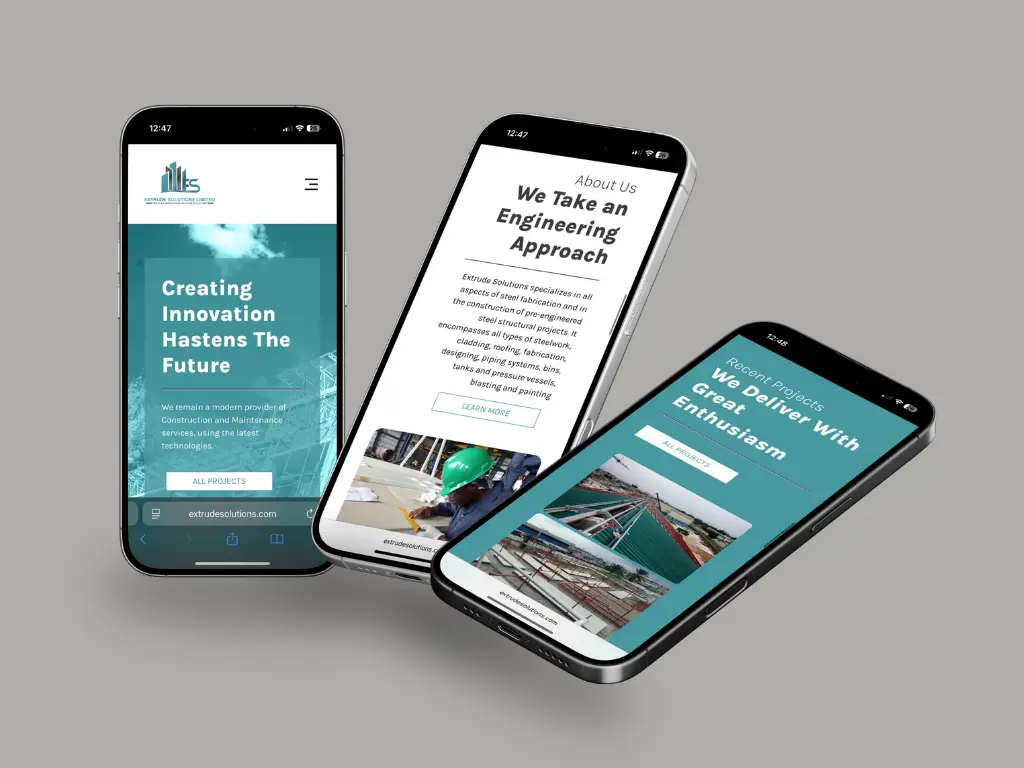 12:47
28
EXTRUDE SOLUTIONS LIMITED
Creating
Innovation
Hastens The
Future
We remain a modern provider of
Construction and Maintenance
services, using the latest
technologies.
ALL PROJECTS
extrudesolutions.com
12:47
28
About Us
We Take an
Engineering
Approach
Extrude Solutions specializes in all
aspects of steel fabrication and in
the construction of pre-engineered
steel structural projects. It
encompasses all types of steelwork,
cladding, roofing, fabrication,
designing, piping systems, bins,
tanks and pressure vessels,
blasting and painting
LEARN MORE
extrudesolutions.c
12:48
Recent Projects
We Deliver With
Great
Enthusiasm
ALL PROJECTS
extrudesolutions.com